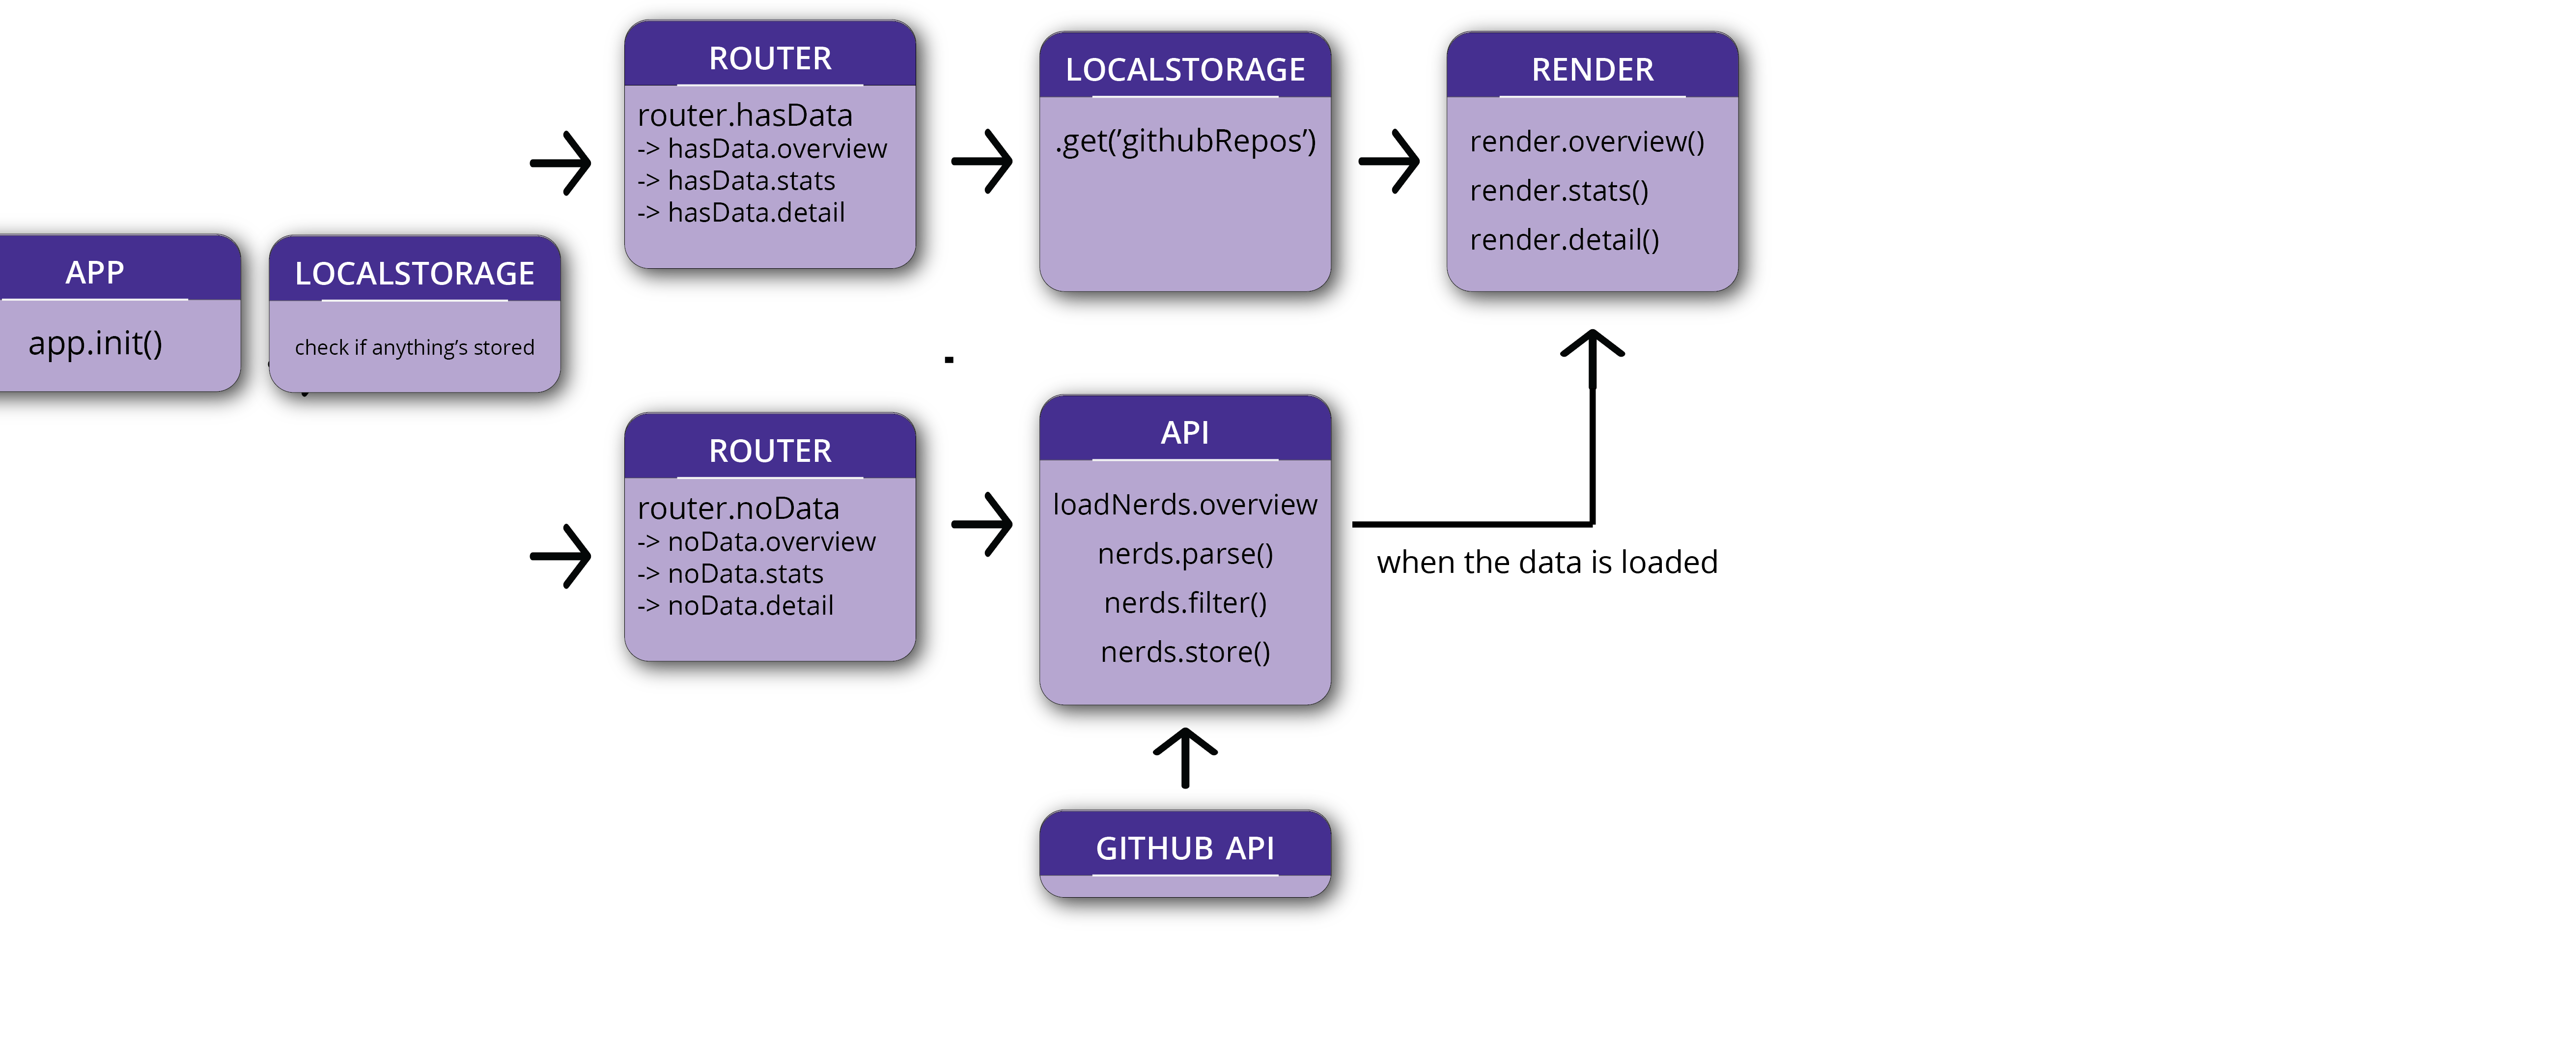 APP
app.init()
LOCALSTORAGE
check if anything’s stored
ROUTER
router.hasData
-> hasData.overview
-> hasData.stats
-> hasData.detail
LOCALSTORAGE
.get(’githubRepos’)
RENDER
render.overview()
render.stats()
render.detail()
ROUTER
router.noData
-> noData.overview
-> noData.stats
-> noData.detail
API
loadNerds.overview
nerds.parse()
nerds.filter()
nerds.store()
when the data is loaded
GITHUB API